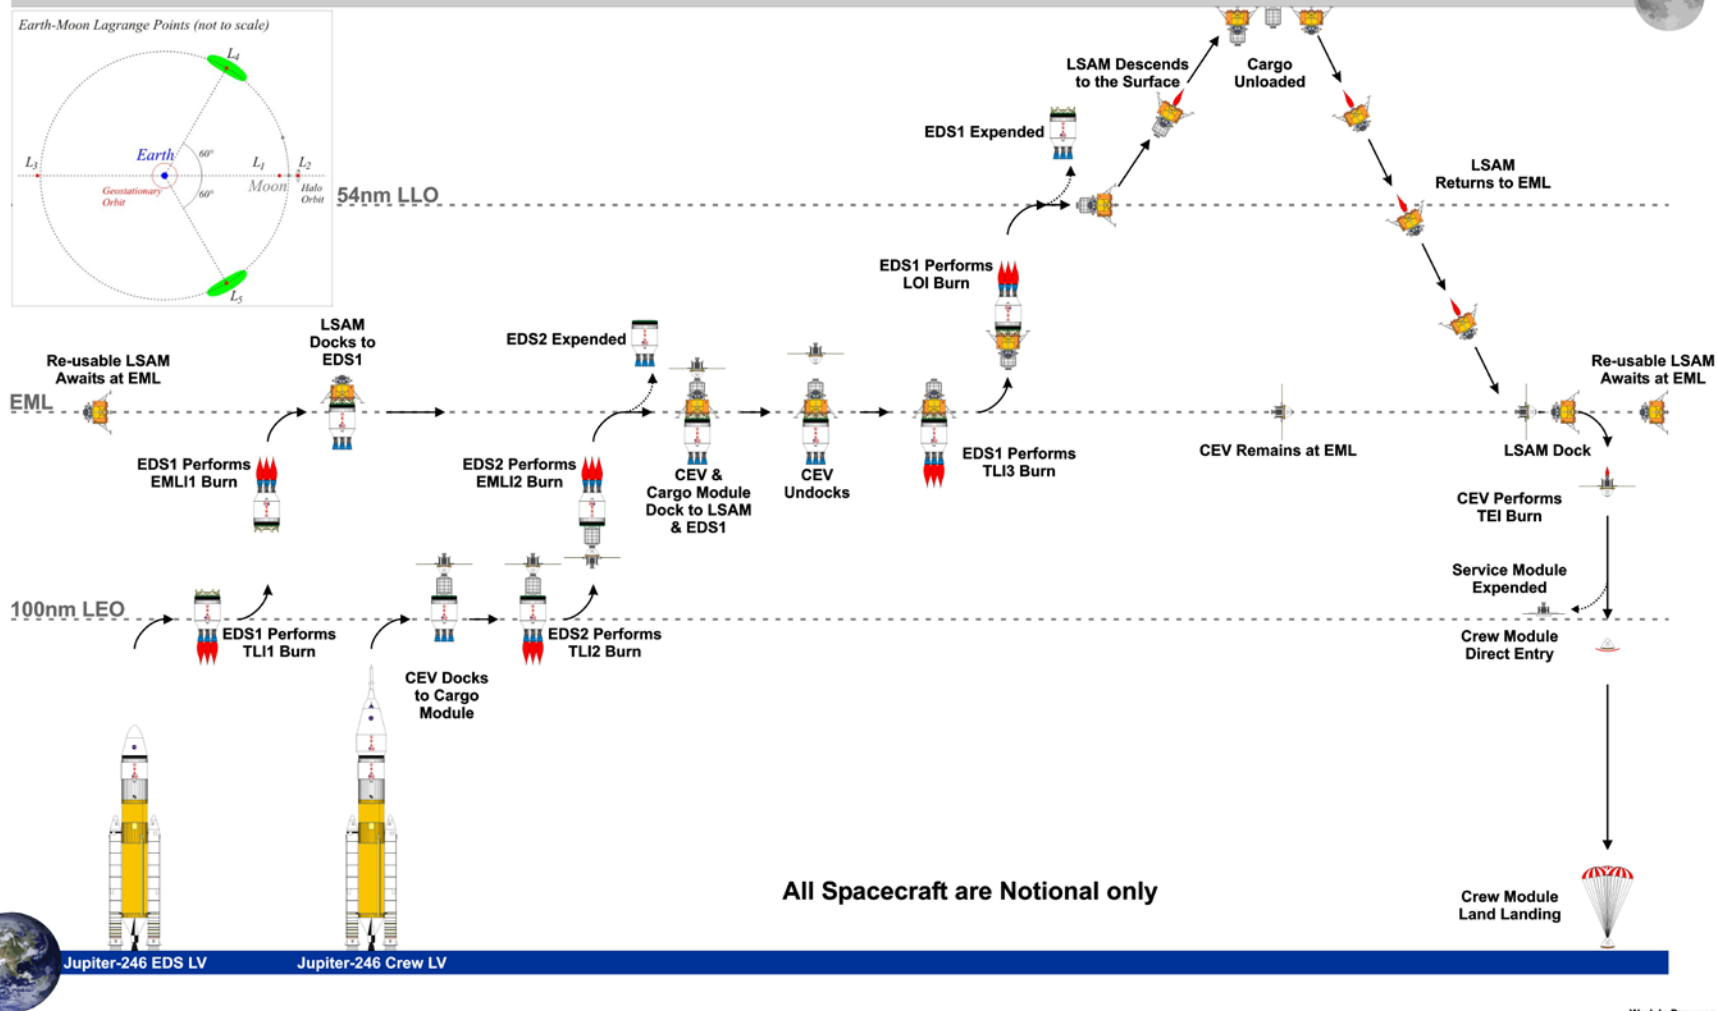 Earth-Moon Lagrange Points (not to scale)
L4
60°
L3
Earth
L1
L2
Moon
Geostationary
Orbit
Halo
Orbit
60°
L5
54nm LLO
EML
100nm LEO
Re-usable LSAM
Awaits at EML
LSAM
Docks to
EDS1
EDS1 Performs
EMLI1 Burn
EDS1 Performs
TLI1 Burn
EDS2 Expended
EDS2 Performs
EMLI2 Burn
EDS2 Performs
TLI2 Burn
CEV Docks
to Cargo
Module
CEV &
Cargo Module
Dock to LSAM
& EDS1
CEV
Undocks
EDS1 Performs
TLI3 Burn
EDS1 Performs
LOI Burn
EDS1 Expended
LSAM Descends
to the Surface
Cargo
Unloaded
LSAM
Returns to EML
CEV Remains at EML
LSAM Dock
Re-usable LSAM
Awaits at EML
CEV Performs
TEI Burn
Service Module
Expended
Crew Module
Direct Entry
Crew Module
Land Landing
All Spacecraft are Notional only
Jupiter-246 EDS LV
Jupiter-246 Crew LV